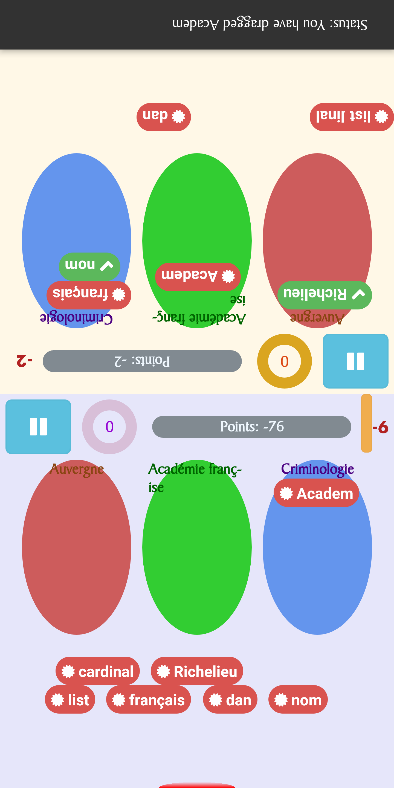 Status: You have dragged Academ
dan
list final
nom
français
Academ
Richelieu
Criminologie
Académie franç-
ise
Auvergne
-2
Points: -2
0
0
Points: -76
-6
Auvergne
Académie franç-
ise
Criminologie
Academ
cardinal
Richelieu
list
français
dan
nom